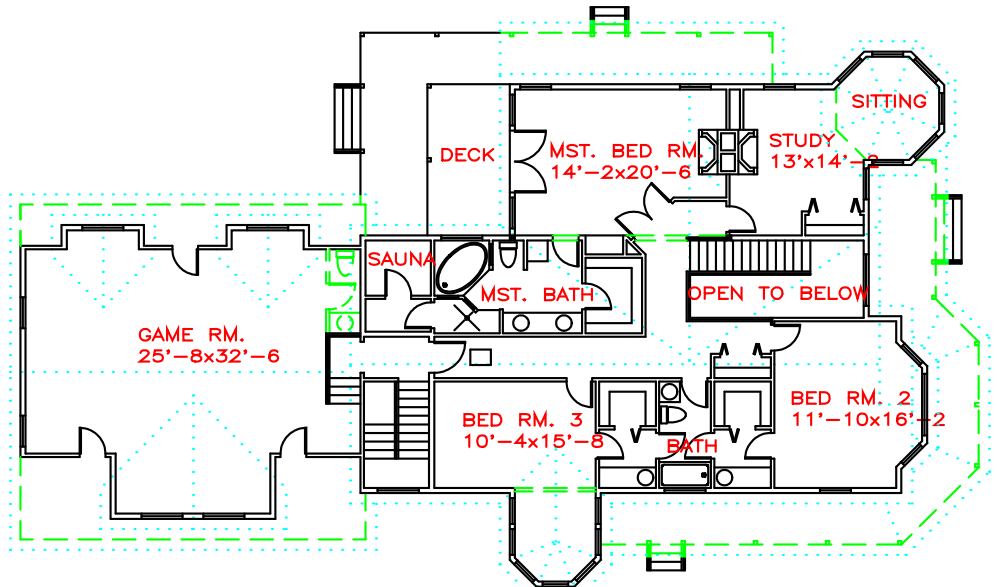 SITTING
DECK
MST. BED RM.
14'-2x20'-6
STUDY
13'x14'-2
SAUNA
MST. BATH
OPEN TO BELOW
GAME RM.
25'-8x32'-6
BED RM. 3
10'-4x15'-8
BATH
BED RM. 2
11'-10x16'-2